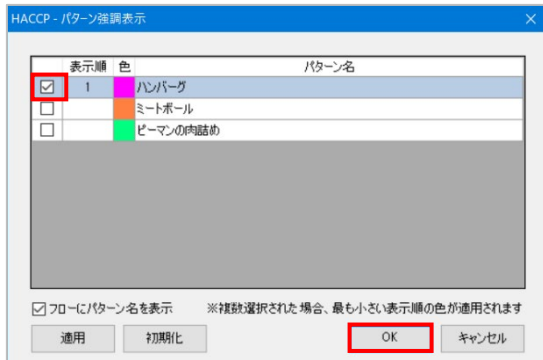 HACCP - パターン強調表示
表示順 色 パターン名
1 ハンバーグ
ミートボール
ピーマンの肉詰め
フローにパターン名を表示 ※複数選択された場合、最も小さい表示順の色が適用されます
適用 初期化 OK キャンセル